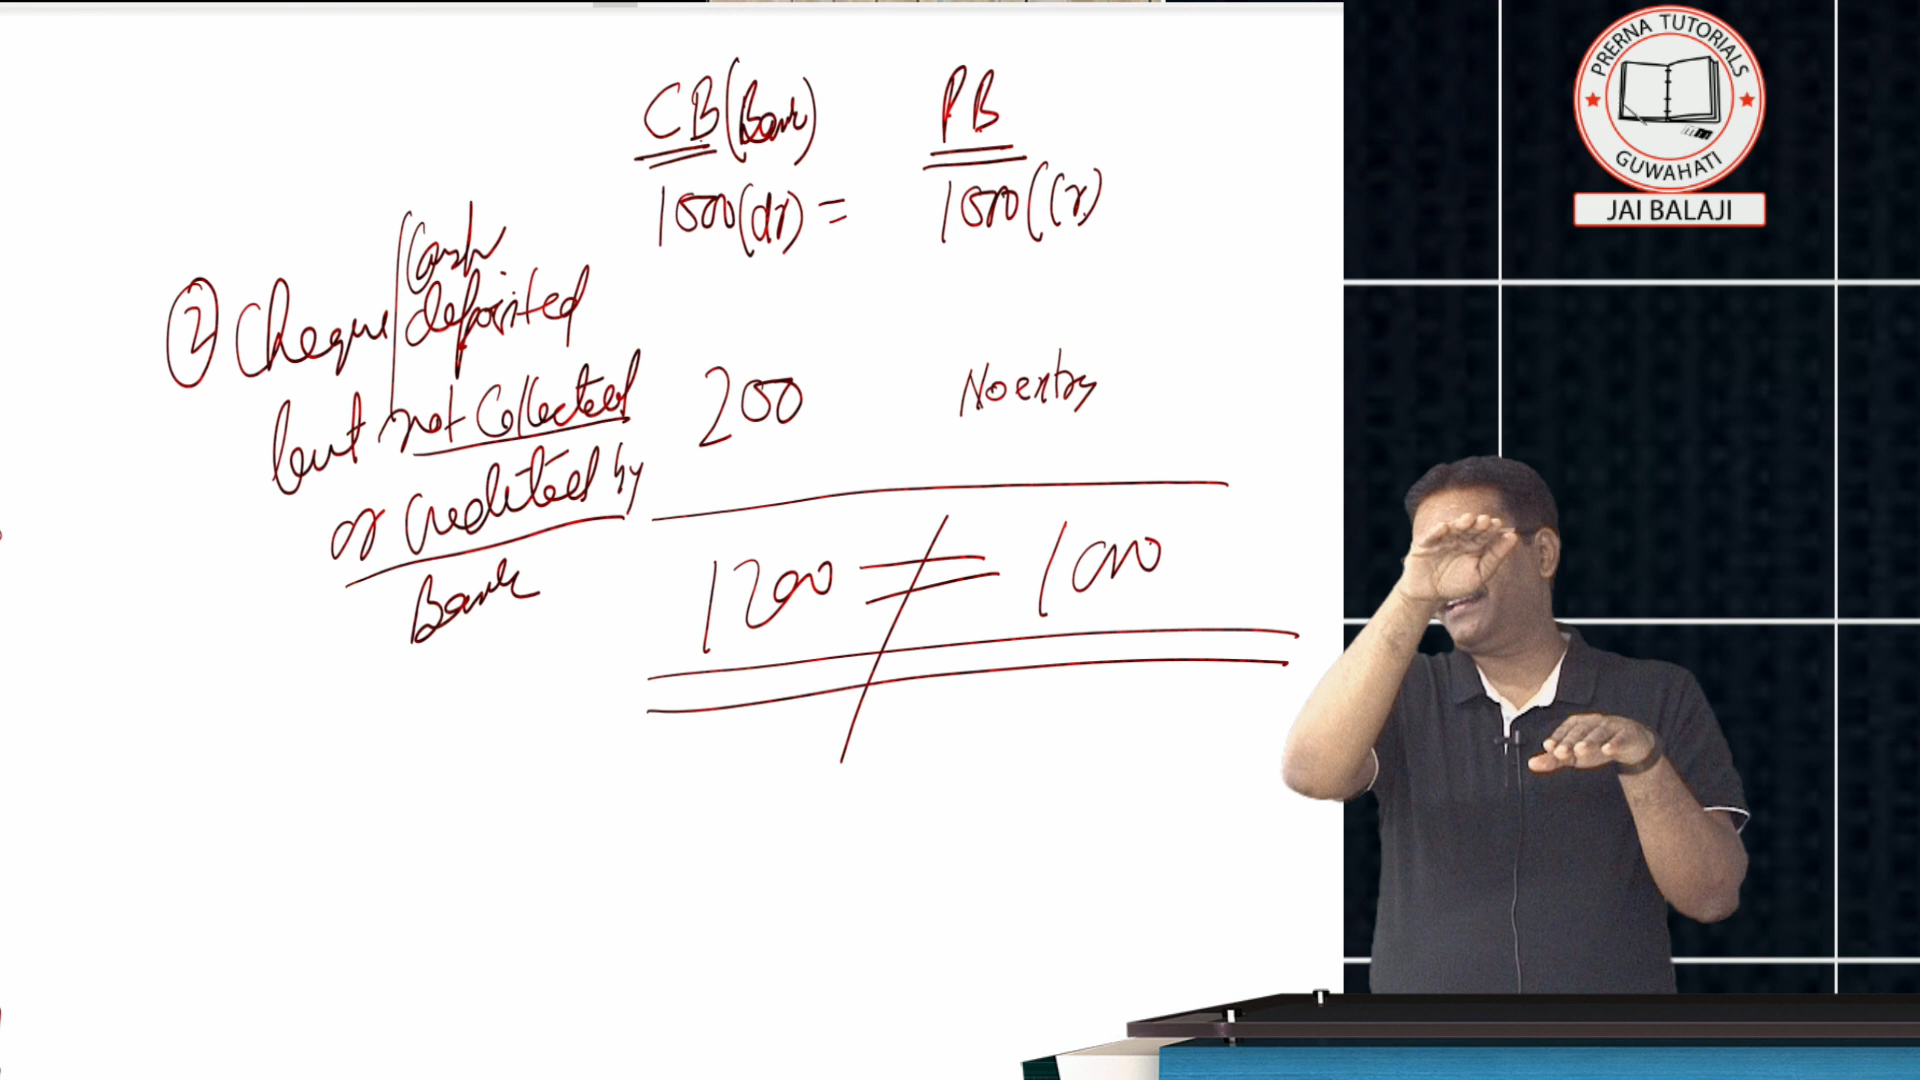 CB (Bank) PB
1000 (dr) = 1000 (Cr)
② Cheque / Cash
deposited
but not Collected 200 No entry
or Credited by
Bank
1200 ≠ 1000
PRERNA TUTORIALS
GUWAHATI
JAI BALAJI